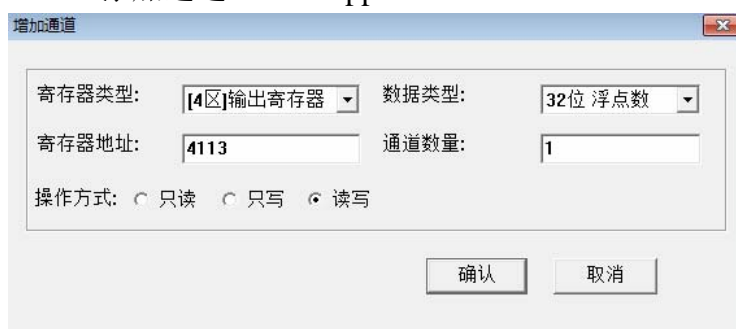 增加通道
寄存器类型: [4区]输出寄存器 数据类型: 32位 浮点数
寄存器地址: 4113 通道数量: 1
操作方式: 只读 只写 读写
确认 取消